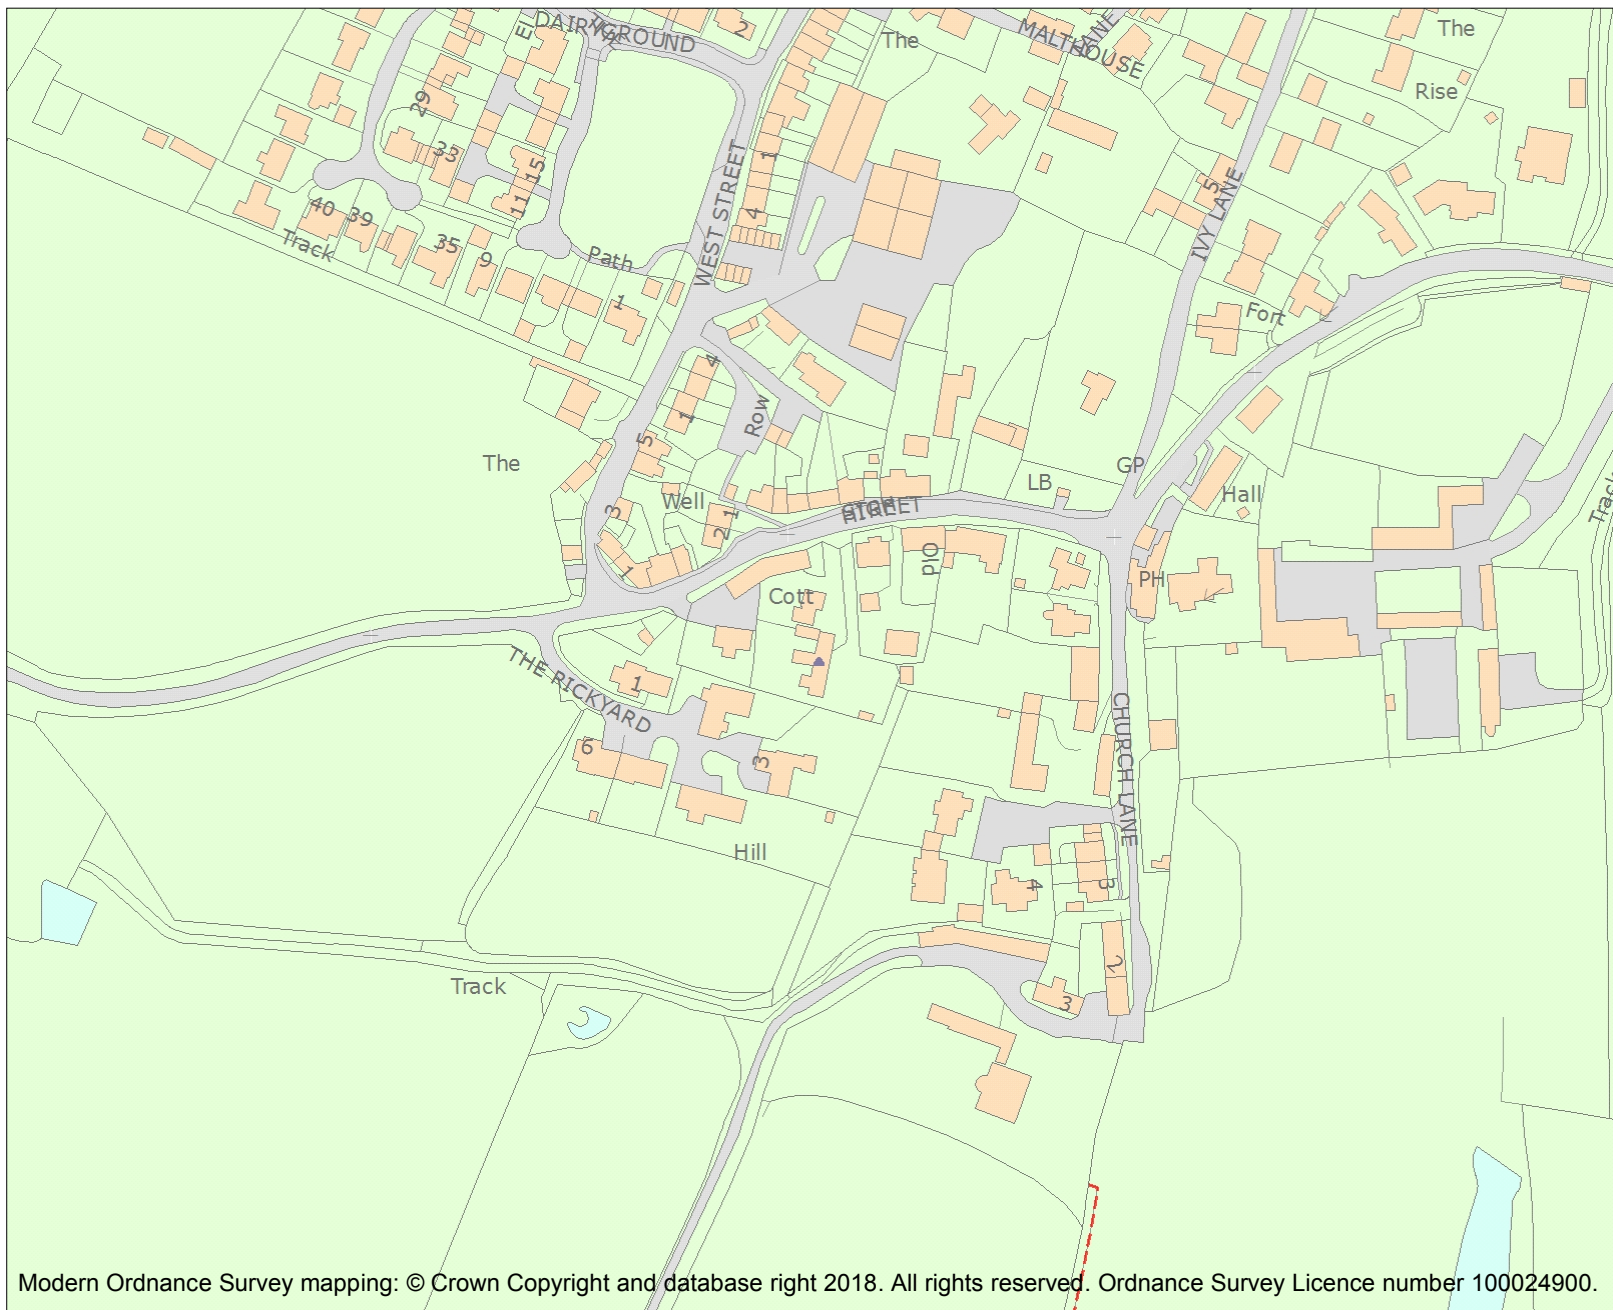 DAIRY GROUND
2
The
MALTHOUSE
LANE
The
29
Rise
33
1
15
11
5
40
39
4
WEST STREET
IVY LANE
Track
35
9
Path
1
Fort
4
1
Row
5
The
GP
LB
Well
Hall
3
1
2
HIGH STREET
Track
Old
1
PH
Cott
THE RICKYARD
1
6
3
CHURCH LANE
Hill
4
3
2
Track
3
Modern Ordnance Survey mapping: © Crown Copyright and database right 2018. All rights reserved. Ordnance Survey Licence number 100024900.